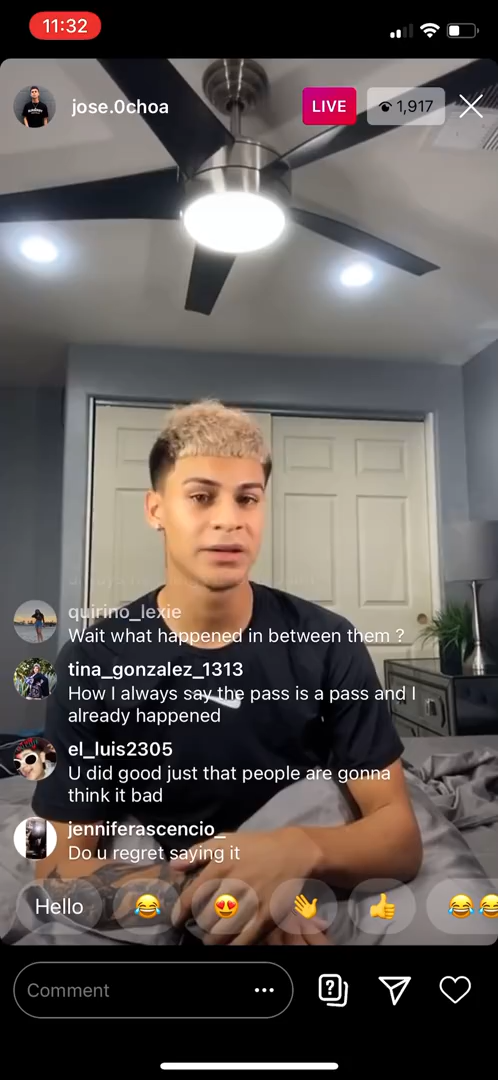 11:32
jose.0choa
LIVE
1,917
quirino_lexie
Wait what happened in between them ?
tina_gonzalez_1313
How I always say the pass is a pass and I
already happened
el_luis2305
U did good just that people are gonna
think it bad
jenniferascencio_
Do u regret saying it
Hello
Comment